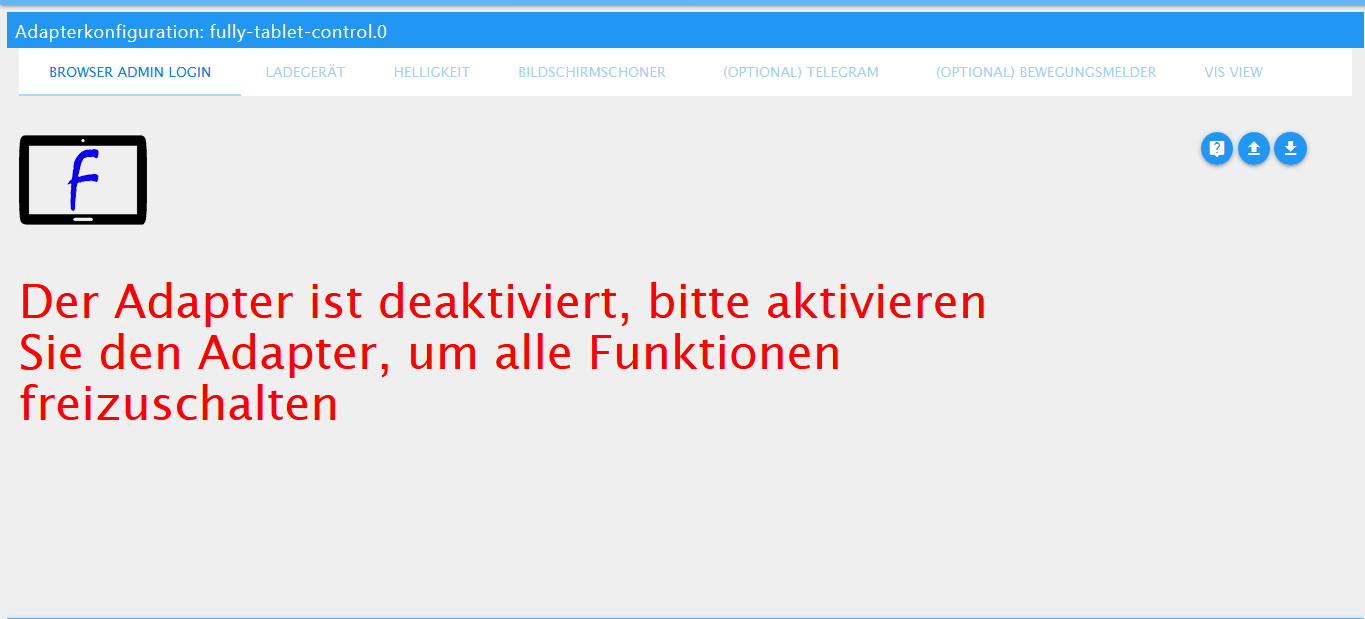 Adapterkonfiguration: fully-tablet-control.0
BROWSER ADMIN LOGIN LADEGERÄT HELLIGKEIT BILDSCHIRMSCHONER (OPTIONAL) TELEGRAM (OPTIONAL) BEWEGUNGSMELDER VIS VIEW
f
Der Adapter ist deaktiviert, bitte aktivieren
Sie den Adapter, um alle Funktionen
freizuschalten